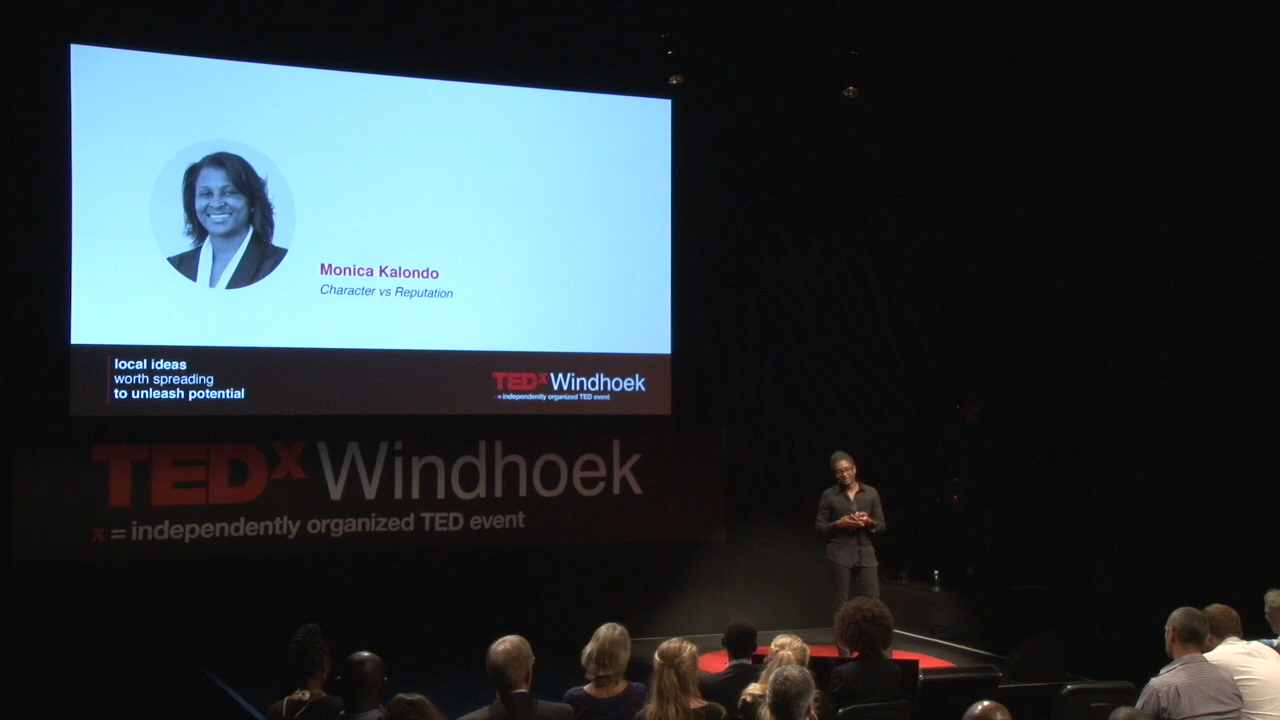 Monica Kalondo
Character vs Reputation
local ideas
worth spreading
to unleash potential
TEDx Windhoek
= independently organized TED event
TEDx Windhoek
x = independently organized TED event